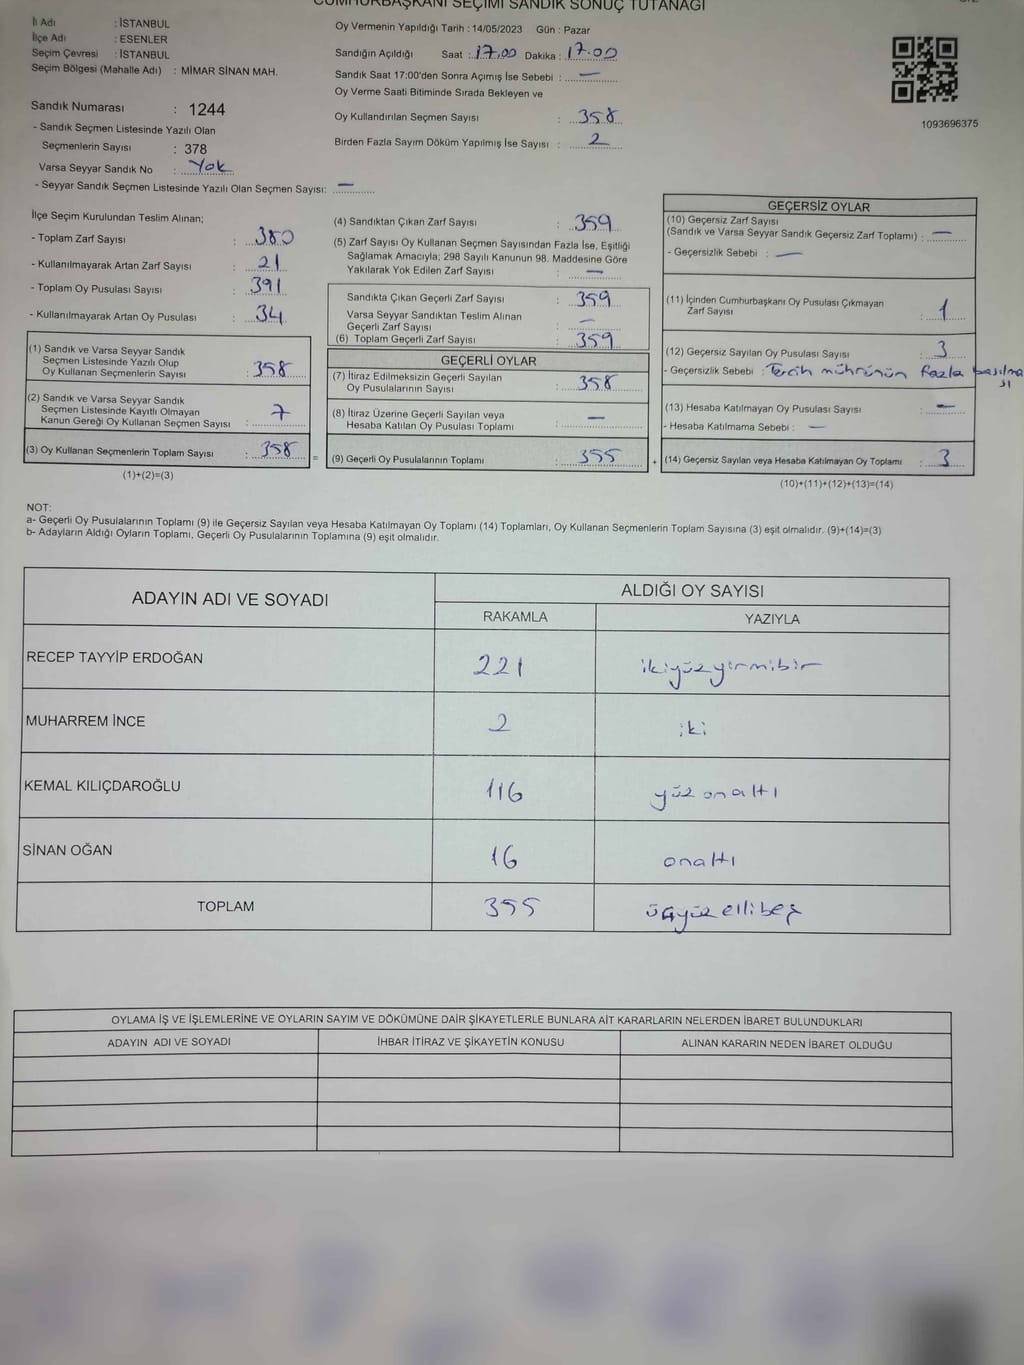 CUMHURBAŞKANI SEÇİMİ SANDIK SONUÇ TUTANAĞI
İli Adı : İSTANBUL
İlçe Adı : ESENLER
Seçim Çevresi : İSTANBUL
Seçim Bölgesi (Mahalle Adı) : MİMAR SİNAN MAH.
Sandık Numarası : 1244
- Sandık Seçmen Listesinde Yazılı Olan
Seçmenlerin Sayısı : 378
Varsa Seyyar Sandık No : Yok
- Seyyar Sandık Seçmen Listesinde Yazılı Olan Seçmen Sayısı: —
Oy Vermenin Yapıldığı Tarih : 14/05/2023 Gün : Pazar
Sandığın Açıldığı Saat : 17.00 Dakika : 17.00
Sandık Saat 17:00'den Sonra Açımış İse Sebebi : —
Oy Verme Saati Bitiminde Sırada Bekleyen ve
Oy Kullandırılan Seçmen Sayısı : 358
Birden Fazla Sayım Döküm Yapılmış İse Sayısı : 2
1093696375
İlçe Seçim Kurulundan Teslim Alınan;
- Toplam Zarf Sayısı : 380
- Kullanılmayarak Artan Zarf Sayısı : 21
- Toplam Oy Pusulası Sayısı : 391
- Kullanılmayarak Artan Oy Pusulası : 34
(1) Sandık ve Varsa Seyyar Sandık
Seçmen Listesinde Yazılı Olup
Oy Kullanan Seçmenlerin Sayısı : 358
(2) Sandık ve Varsa Seyyar Sandık
Seçmen Listesinde Kayıtlı Olmayan
Kanun Gereği Oy Kullanan Seçmen Sayısı : 7
(3) Oy Kullanan Seçmenlerin Toplam Sayısı : 358 =
(1)+(2)=(3)
(4) Sandıktan Çıkan Zarf Sayısı : 359
(5) Zarf Sayısı Oy Kullanan Seçmen Sayısından Fazla İse, Eşitliği
Sağlamak Amacıyla; 298 Sayılı Kanunun 98. Maddesine Göre
Yakılarak Yok Edilen Zarf Sayısı : —
Sandıkta Çıkan Geçerli Zarf Sayısı : 359
Varsa Seyyar Sandıktan Teslim Alınan
Geçerli Zarf Sayısı : —
(6) Toplam Geçerli Zarf Sayısı : 359
GEÇERLİ OYLAR
(7) İtiraz Edilmeksizin Geçerli Sayılan
Oy Pusulalarının Sayısı : 358
(8) İtiraz Üzerine Geçerli Sayılan veya
Hesaba Katılan Oy Pusulası Toplamı : —
(9) Geçerli Oy Pusulalarının Toplamı : 355 +
GEÇERSİZ OYLAR
(10) Geçersiz Zarf Sayısı
(Sandık ve Varsa Seyyar Sandık Geçersiz Zarf Toplamı) : —
- Geçersizlik Sebebi : —
(11) İçinden Cumhurbaşkanı Oy Pusulası Çıkmayan
Zarf Sayısı : 1
(12) Geçersiz Sayılan Oy Pusulası Sayısı : 3
- Geçersizlik Sebebi : Tercih mührünün fazla basılma
sı
(13) Hesaba Katılmayan Oy Pusulası Sayısı : —
- Hesaba Katılmama Sebebi : —
(14) Geçersiz Sayılan veya Hesaba Katılmayan Oy Toplamı : 3
(10)+(11)+(12)+(13)=(14)
NOT:
a- Geçerli Oy Pusulalarının Toplamı (9) ile Geçersiz Sayılan veya Hesaba Katılmayan Oy Toplamı (14) Toplamları, Oy Kullanan Seçmenlerin Toplam Sayısına (3) eşit olmalıdır. (9)+(14)=(3)
b- Adayların Aldığı Oyların Toplamı, Geçerli Oy Pusulalarının Toplamına (9) eşit olmalıdır.
ADAYIN ADI VE SOYADI ALDIĞI OY SAYISI
RAKAMLA YAZIYLA
RECEP TAYYİP ERDOĞAN 221 ikiyüzyirmibir
MUHARREM İNCE 2 iki
KEMAL KILIÇDAROĞLU 116 yüzonaltı
SİNAN OĞAN 16 onaltı
TOPLAM 355 üçyüzellibeş
OYLAMA İŞ VE İŞLEMLERİNE VE OYLARIN SAYIM VE DÖKÜMÜNE DAİR ŞİKAYETLERLE BUNLARA AİT KARARLARIN NELERDEN İBARET BULUNDUKLARI
ADAYIN ADI VE SOYADI İHBAR İTİRAZ VE ŞİKAYETİN KONUSU ALINAN KARARIN NEDEN İBARET OLDUĞU